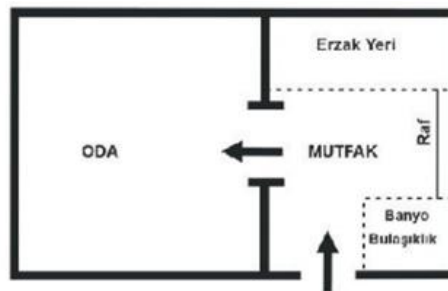 Erzak Yeri
ODA
MUTFAK
Raf
Banyo
Bulaşıklık